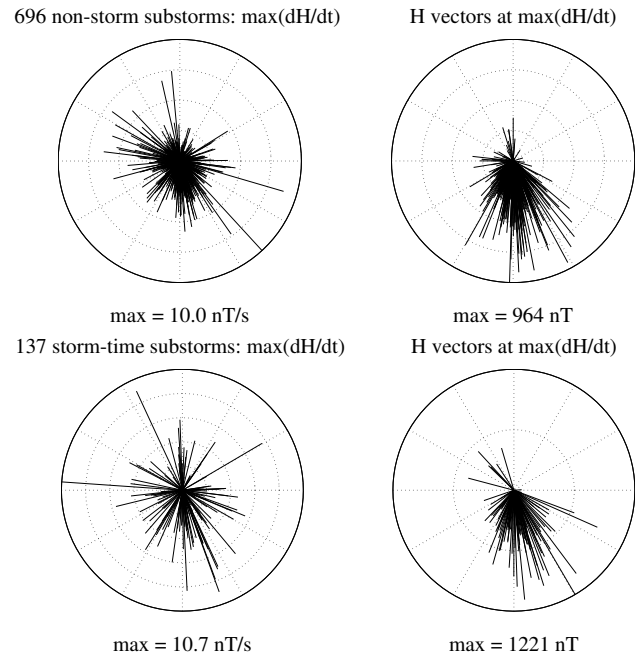 696 non-storm substorms: max(dH/dt)
H vectors at max(dH/dt)
max = 10.0 nT/s
max = 964 nT
137 storm-time substorms: max(dH/dt)
H vectors at max(dH/dt)
max = 10.7 nT/s
max = 1221 nT